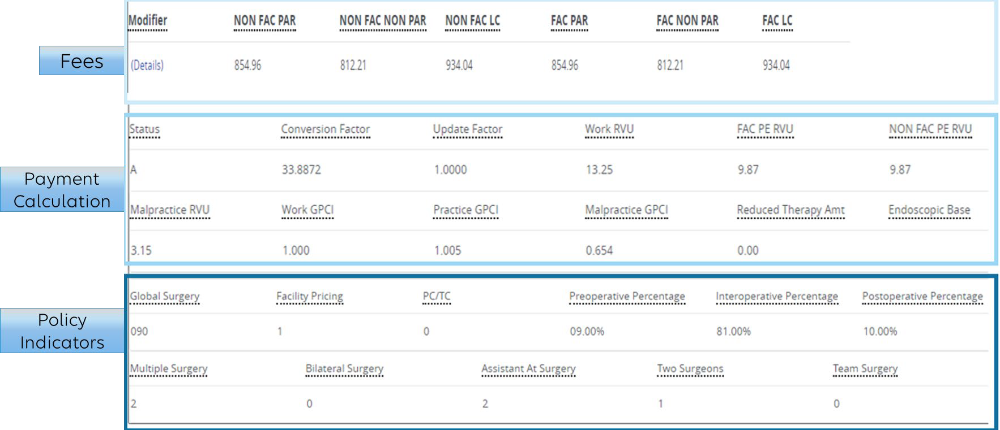 Fees
Modifier NON FAC PAR NON FAC NON PAR NON FAC LC FAC PAR FAC NON PAR FAC LC
(Details) 854.96 812.21 934.04 854.96 812.21 934.04
Payment
Calculation
Status Conversion Factor Update Factor Work RVU FAC PE RVU NON FAC PE RVU
A 33.8872 1.0000 13.25 9.87 9.87
Malpractice RVU Work GPCI Practice GPCI Malpractice GPCI Reduced Therapy Amt Endoscopic Base
3.15 1.000 1.005 0.654 0.00
Policy
Indicators
Global Surgery Facility Pricing PC/TC Preoperative Percentage Interoperative Percentage Postoperative Percentage
090 1 0 09.00% 81.00% 10.00%
Multiple Surgery Bilateral Surgery Assistant At Surgery Two Surgeons Team Surgery
2 0 2 1 0